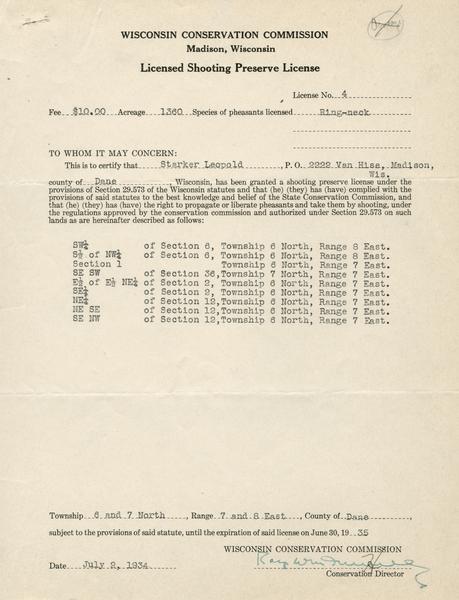 WISCONSIN CONSERVATION COMMISSION
Madison, Wisconsin
Licensed Shooting Preserve License
License No. 4
Fee $10.00 Acreage 1360 Species of pheasants licensed Ring-neck
TO WHOM IT MAY CONCERN:
This is to certify that Starker Leopold, P. O. 2222 Van Hise, Madison,
Wis.
county of Dane, Wisconsin, has been granted a shooting preserve license under the
provisions of Section 29.573 of the Wisconsin statutes and that (he) (they) has (have) complied with the
provisions of said statutes to the best knowledge and belief of the State Conservation Commission, and
that (he) (they) has (have) the right to propagate or liberate pheasants and take them by shooting, under
the regulations approved by the conservation commission and authorized under Section 29.573 on such
lands as are hereinafter described as follows:
SW¼ of Section 6, Township 6 North, Range 8 East.
S½ of NW¼ of Section 6, Township 6 North, Range 8 East.
Section 1 Township 6 North, Range 7 East.
SE SW of Section 36, Township 7 North, Range 7 East.
E½ of E½ NE¼ of Section 2, Township 6 North, Range 7 East.
SE¼ of Section 2, Township 6 North, Range 7 East.
NE¼ of Section 12, Township 6 North, Range 7 East.
NE SE of Section 12, Township 6 North, Range 7 East.
SE NW of Section 12, Township 6 North, Range 7 East.
Township 6 and 7 North, Range 7 and 8 East, County of Dane
subject to the provisions of said statute, until the expiration of said license on June 30, 19 35
WISCONSIN CONSERVATION COMMISSION
Date July 2, 1934
Conservation Director